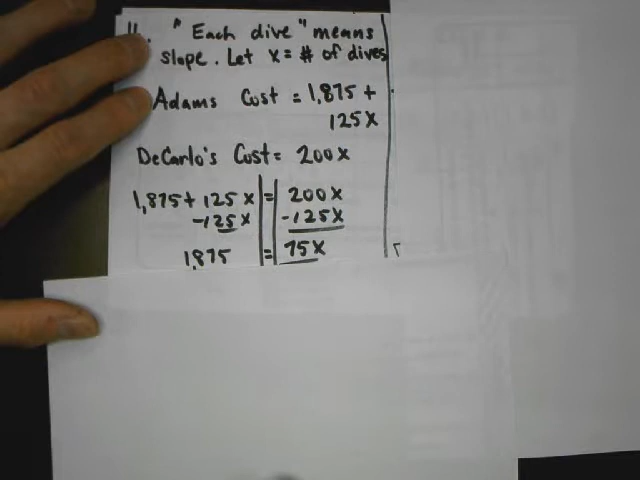 11. "Each dive" means
slope. Let x = # of dives
Adams Cost = 1,875 +
125x
DeCarlo's Cost = 200x
1,875 + 125x = 200x
-125x -125x
1,875 = 75x